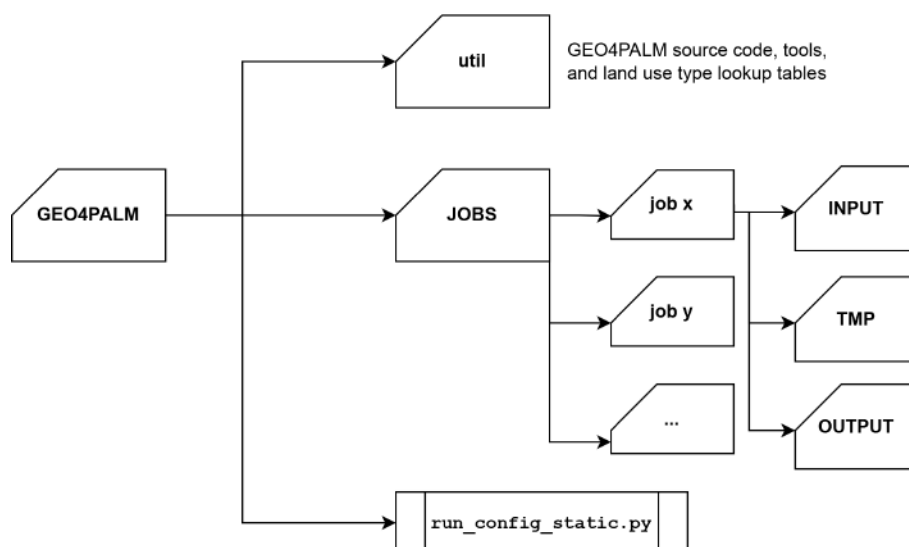 util
GEO4PALM source code, tools,
and land use type lookup tables
GEO4PALM
JOBS
job x
INPUT
job y
TMP
...
OUTPUT
run_config_static.py